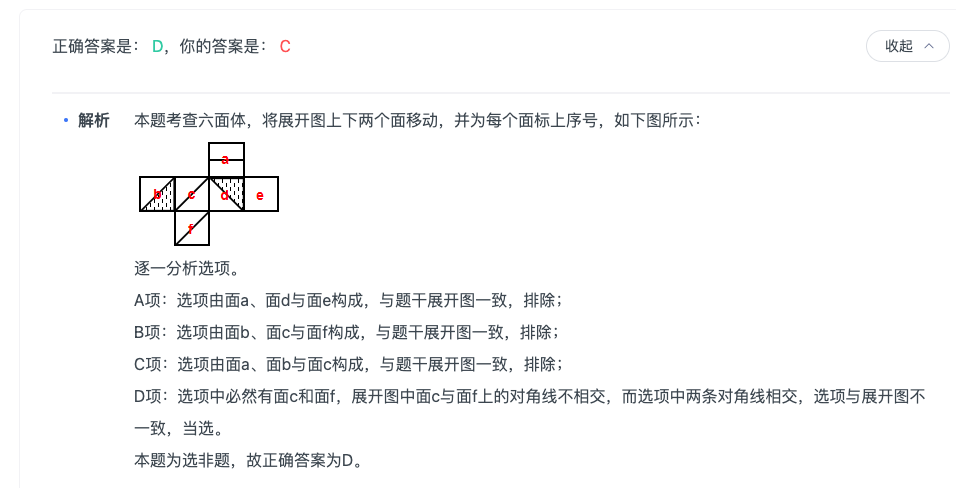 正确答案是： D，你的答案是： C
收起
解析 本题考查六面体，将展开图上下两个面移动，并为每个面标上序号，如下图所示：
a
b c d e
f
逐一分析选项。
A项：选项由面a、面d与面e构成，与题干展开图一致，排除；
B项：选项由面b、面c与面f构成，与题干展开图一致，排除；
C项：选项由面a、面b与面c构成，与题干展开图一致，排除；
D项：选项中必然有面c和面f，展开图中面c与面f上的对角线不相交，而选项中两条对角线相交，选项与展开图不
一致，当选。
本题为选非题，故正确答案为D。